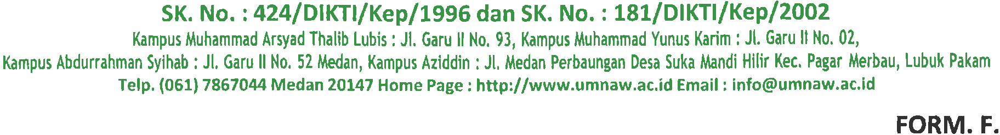 SK. No. : 424/DIKTI/Kep/1996 dan SK. No. : 181/DIKTI/Kep/2002
Kampus Muhammad Arsyad Thalib Lubis : Jl. Garu II No. 93, Kampus Muhammad Yunus Karim : Jl. Garu II No. 02,
Kampus Abdurrahman Syihab : Jl. Garu II No. 52 Medan, Kampus Aziddin : Jl. Medan Perbaungan Desa Suka Mandi Hilir Kec. Pagar Merbau, Lubuk Pakam
Telp. (061) 7867044 Medan 20147 Home Page : http://www.umnaw.ac.id Email : info@umnaw.ac.id
FORM. F.